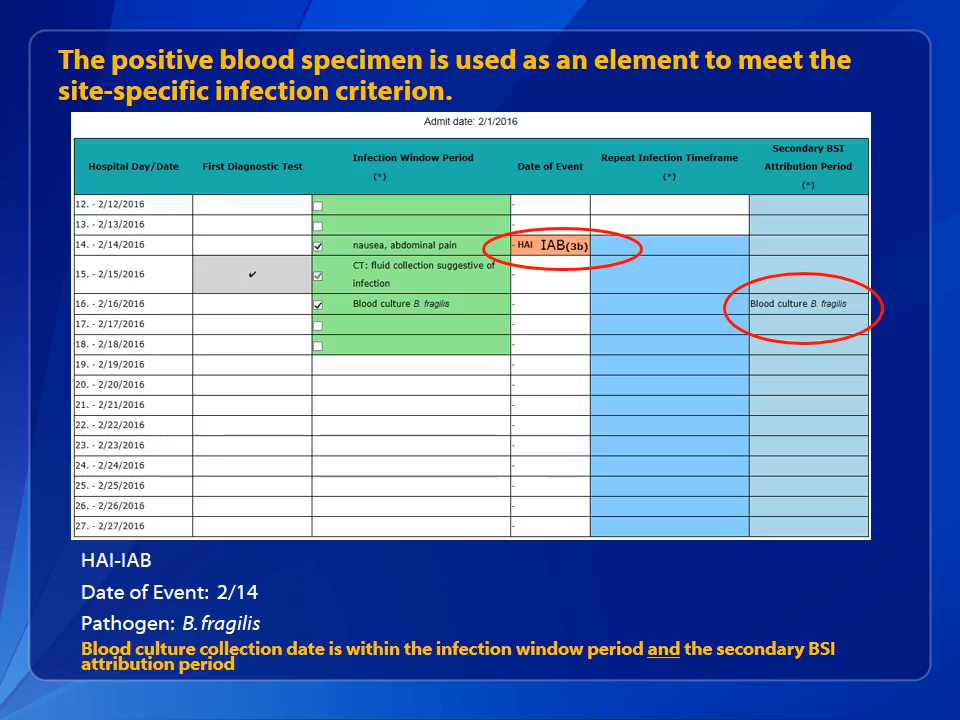 The positive blood specimen is used as an element to meet the
site-specific infection criterion.
Admit date: 2/1/2016
Hospital Day/Date First Diagnostic Test Infection Window Period (*) Date of Event Repeat Infection Timeframe (*) Secondary BSI Attribution Period (*)
12. - 2/12/2016 -
13. - 2/13/2016 -
14. - 2/14/2016 ✓ nausea, abdominal pain - HAI IAB(3b)
15. - 2/15/2016 ✓ ✓ CT: fluid collection suggestive of infection -
16. - 2/16/2016 ✓ Blood culture B. fragilis - Blood culture B. fragilis
17. - 2/17/2016 -
18. - 2/18/2016 -
19. - 2/19/2016 -
20. - 2/20/2016 -
21. - 2/21/2016 -
22. - 2/22/2016 -
23. - 2/23/2016 -
24. - 2/24/2016 -
25. - 2/25/2016 -
26. - 2/26/2016 -
27. - 2/27/2016 -
HAI-IAB
Date of Event: 2/14
Pathogen: B. fragilis
Blood culture collection date is within the infection window period and the secondary BSI
attribution period